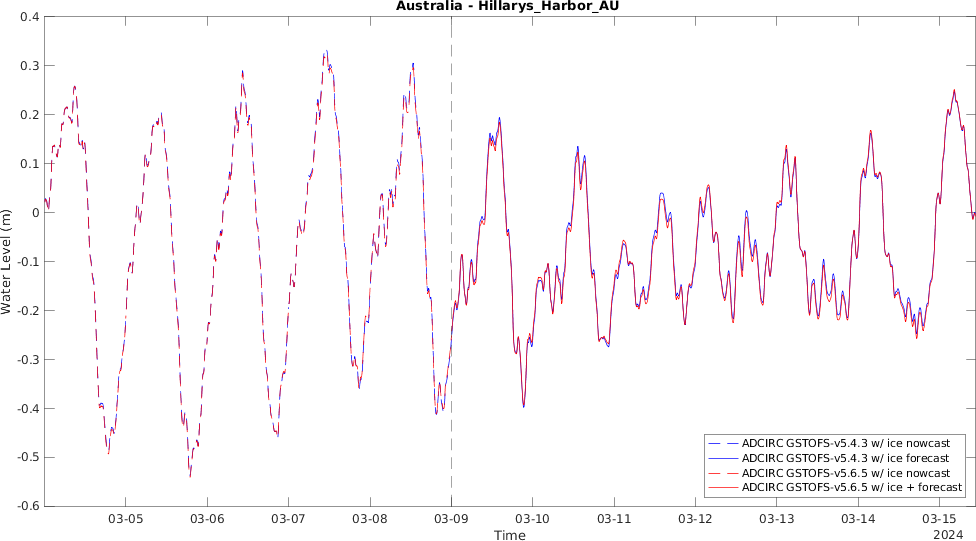 Australia - Hillarys_Harbor_AU
0.4
0.3
0.2
0.1
0
-0.1
-0.2
-0.3
-0.4
-0.5
-0.6
Water Level (m)
03-05 03-06 03-07 03-08 03-09 03-10 03-11 03-12 03-13 03-14 03-15
Time
2024
ADCIRC GSTOFS-v5.4.3 w/ ice nowcast
ADCIRC GSTOFS-v5.4.3 w/ ice forecast
ADCIRC GSTOFS-v5.6.5 w/ ice nowcast
ADCIRC GSTOFS-v5.6.5 w/ ice + forecast